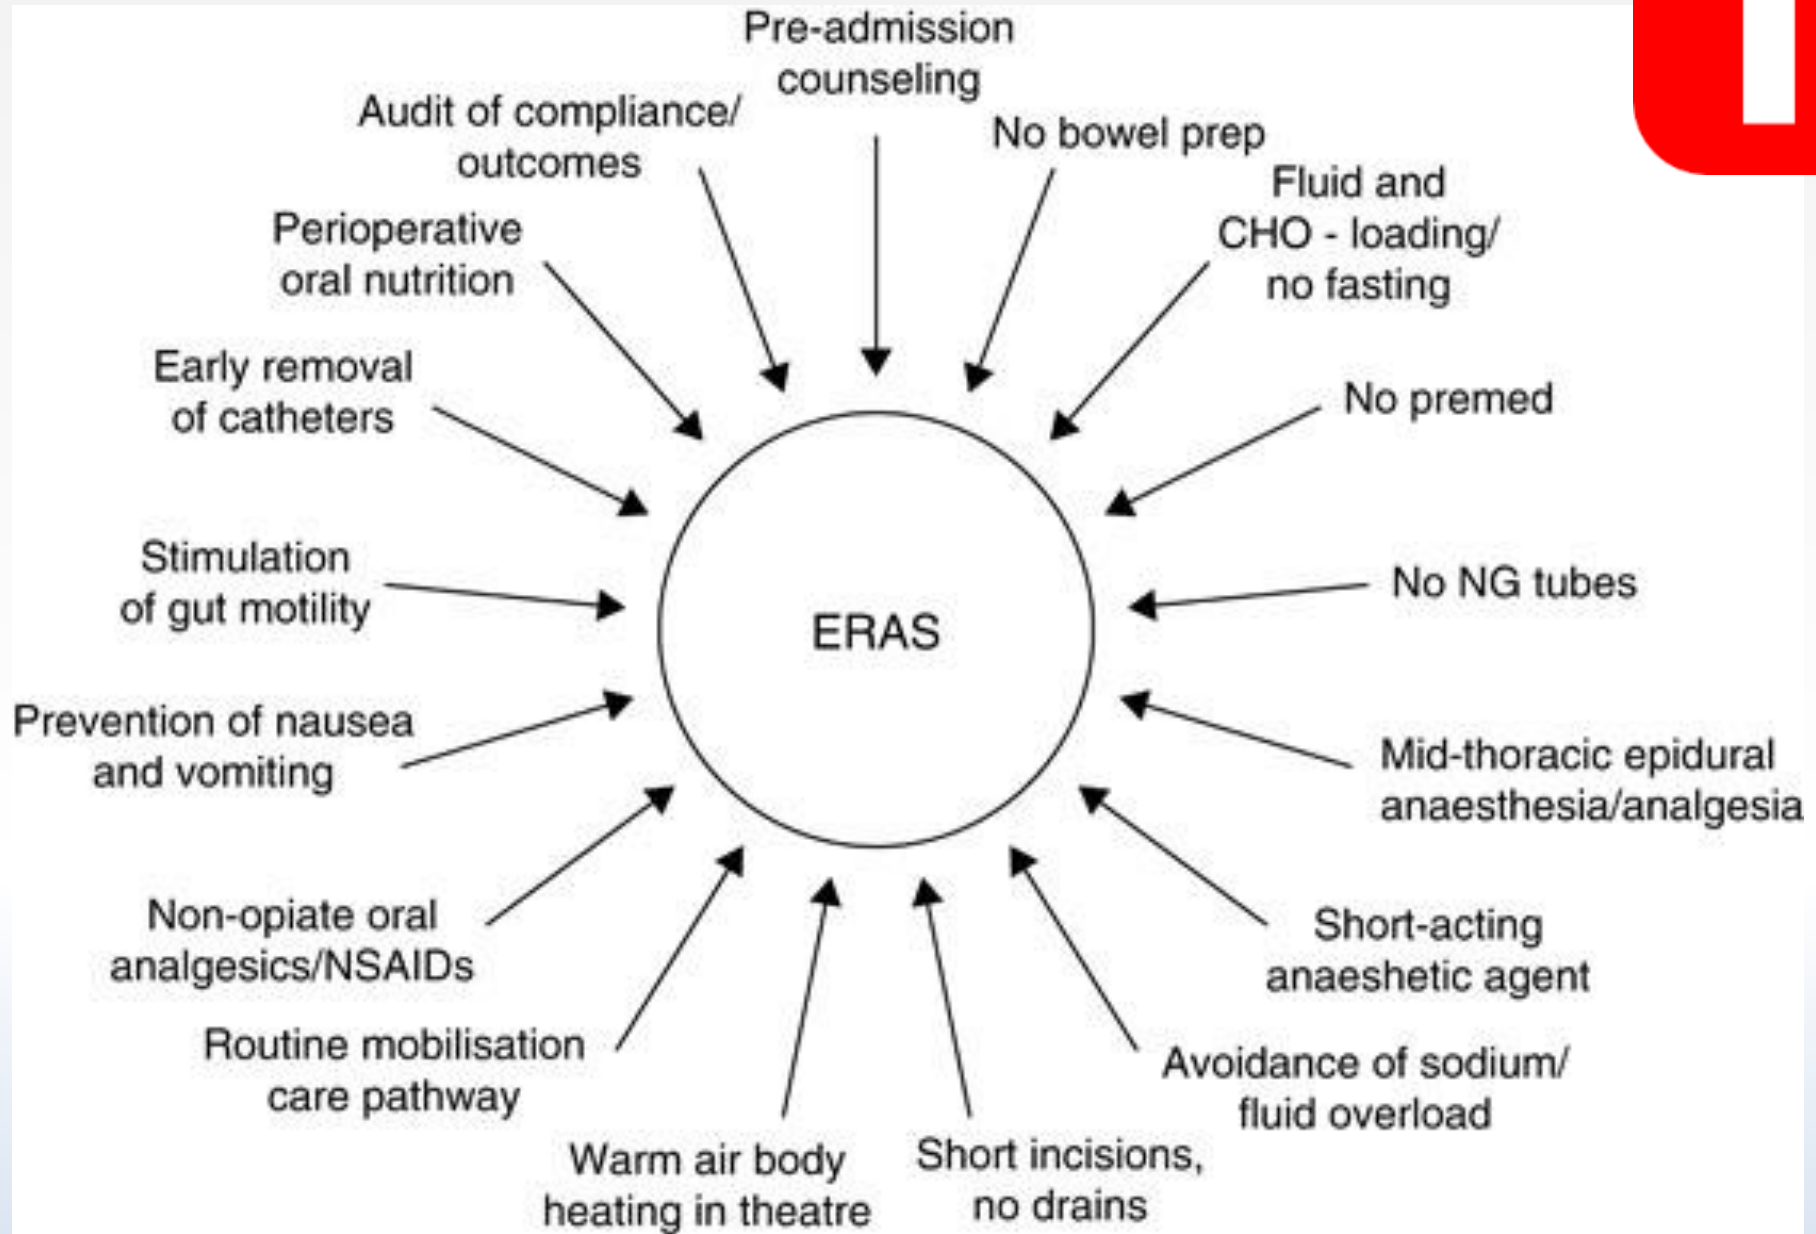 Pre-admission
counseling
No bowel prep
Fluid and
CHO - loading/
no fasting
No premed
No NG tubes
Mid-thoracic epidural
anaesthesia/analgesia
Short-acting
anaeshetic agent
Avoidance of sodium/
fluid overload
Short incisions,
no drains
Warm air body
heating in theatre
Routine mobilisation
care pathway
Non-opiate oral
analgesics/NSAIDs
Prevention of nausea
and vomiting
Stimulation
of gut motility
Early removal
of catheters
Perioperative
oral nutrition
Audit of compliance/
outcomes
ERAS